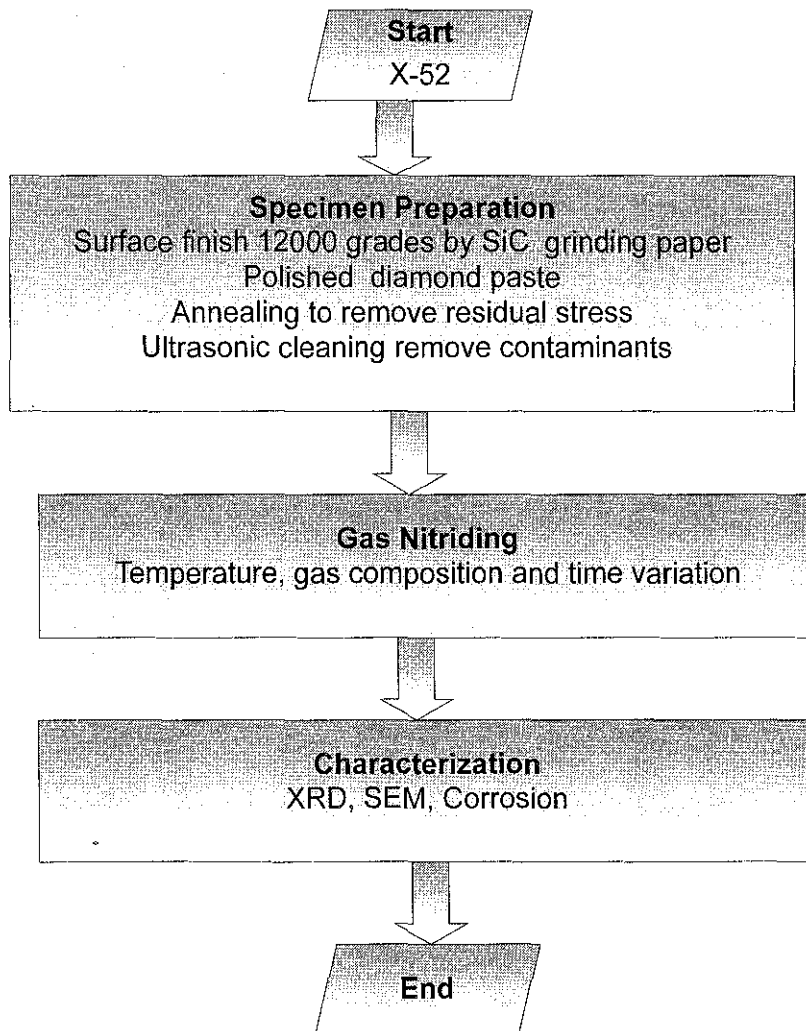 Start
X-52
Specimen Preparation
Surface finish 12000 grades by SiC grinding paper
Polished diamond paste
Annealing to remove residual stress
Ultrasonic cleaning remove contaminants
Gas Nitriding
Temperature, gas composition and time variation
Characterization
XRD, SEM, Corrosion
End